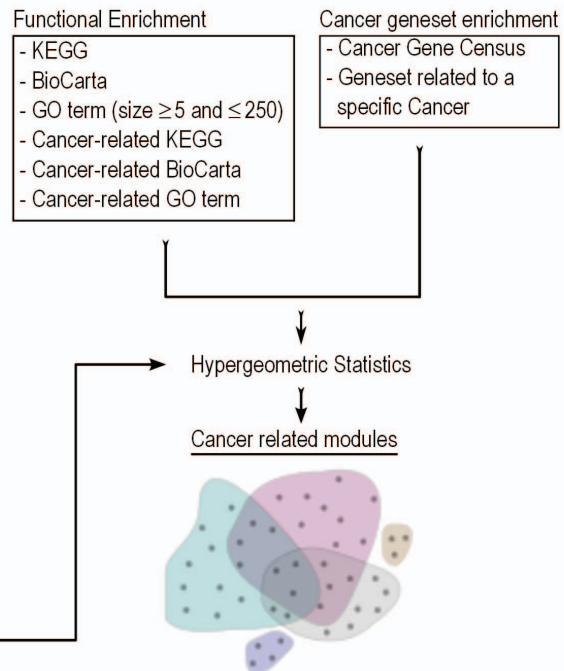 Functional Enrichment
- KEGG
- BioCarta
- GO term (size ≥5 and ≤250)
- Cancer-related KEGG
- Cancer-related BioCarta
- Cancer-related GO term
Cancer geneset enrichment
- Cancer Gene Census
- Geneset related to a
specific Cancer
Hypergeometric Statistics
Cancer related modules